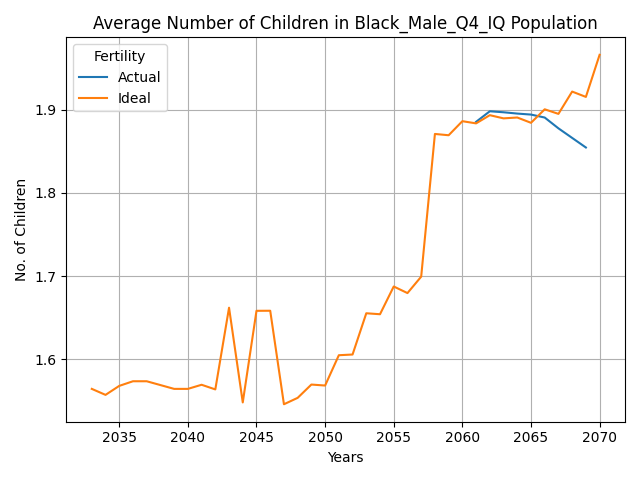 Average Number of Children in Black_Male_Q4_IQ Population
Fertility
Actual
Ideal
No. of Children
1.9
1.8
1.7
1.6
2035 2040 2045 2050 2055 2060 2065 2070
Years